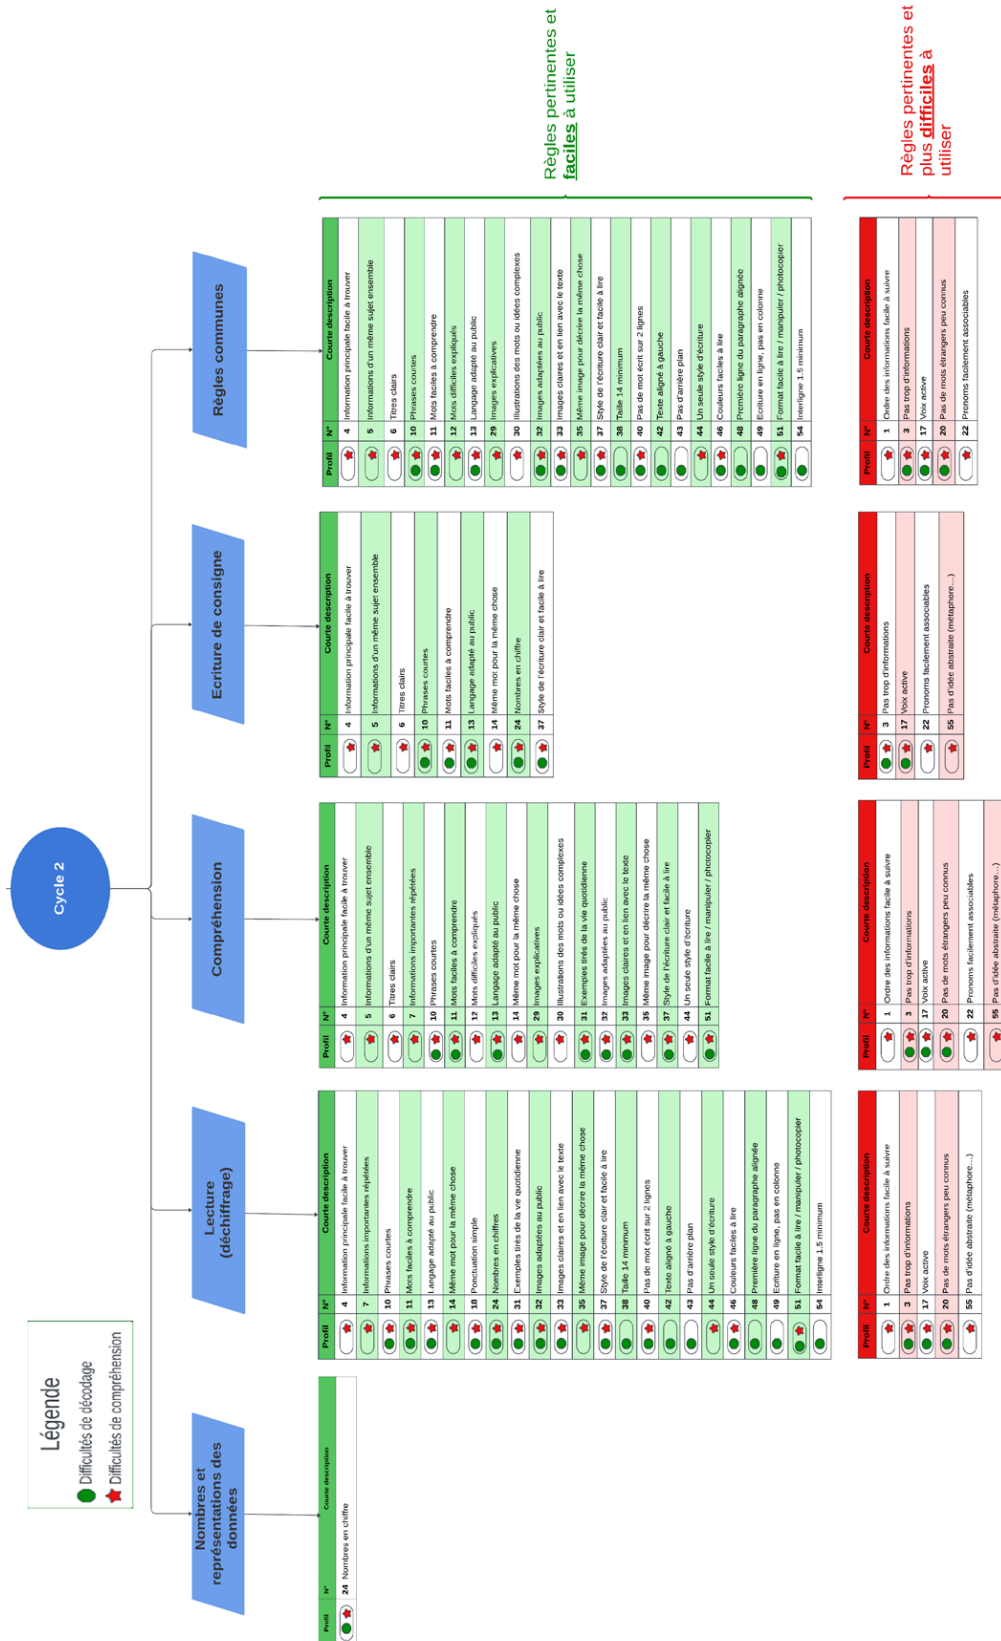 Légende
Difficultés de décodage
Difficultés de compréhension
Cycle 2
Nombres et
représentations des
données
Profil N° Courte description
24 Nombres en chiffre
Lecture
(déchiffrage)
Profil N° Courte description
4 Information principale facile à trouver
7 Informations importantes répétées
10 Phrases courtes
11 Mots faciles à comprendre
13 Langage adapté au public
14 Même mot pour la même chose
18 Ponctuation simple
24 Nombres en chiffres
31 Exemples tirés de la vie quotidienne
32 Images adaptées au public
33 Images claires et en lien avec le texte
35 Même image pour décrire la même chose
37 Style de l'écriture clair et facile à lire
38 Taille 14 minimum
40 Pas de mot écrit sur 2 lignes
42 Texte aligné à gauche
43 Pas d'arrière plan
44 Un seule style d'écriture
46 Couleurs faciles à lire
48 Première ligne du paragraphe alignée
49 Ecriture en ligne, pas en colonne
51 Format facile à lire / manipuler / photocopier
54 Interligne 1.5 minimum
Profil N° Courte description
1 Ordre des informations facile à suivre
3 Pas trop d'informations
17 Voix active
20 Pas de mots étrangers peu connus
55 Pas d'idée abstraite (métaphore...)
Compréhension
Profil N° Courte description
4 Information principale facile à trouver
5 Informations d'un même sujet ensemble
6 Titres clairs
7 Informations importantes répétées
10 Phrases courtes
11 Mots faciles à comprendre
12 Mots difficiles expliqués
13 Langage adapté au public
14 Même mot pour la même chose
29 Images explicatives
30 Illustrations des mots ou idées complexes
31 Exemples tirés de la vie quotidienne
32 Images adaptées au public
33 Images claires et en lien avec le texte
35 Même image pour décrire la même chose
37 Style de l'écriture clair et facile à lire
44 Un seule style d'écriture
51 Format facile à lire / manipuler / photocopier
Profil N° Courte description
1 Ordre des informations facile à suivre
3 Pas trop d'informations
17 Voix active
20 Pas de mots étrangers peu connus
22 Pronoms facilement associables
55 Pas d'idée abstraite (métaphore...)
Ecriture de consigne
Profil N° Courte description
4 Information principale facile à trouver
5 Informations d'un même sujet ensemble
6 Titres clairs
10 Phrases courtes
11 Mots faciles à comprendre
13 Langage adapté au public
14 Même mot pour la même chose
24 Nombres en chiffre
37 Style de l'écriture clair et facile à lire
Profil N° Courte description
3 Pas trop d'informations
17 Voix active
22 Pronoms facilement associables
55 Pas d'idée abstraite (métaphore...)
Règles communes
Profil N° Courte description
4 Information principale facile à trouver
5 Informations d'un même sujet ensemble
6 Titres clairs
10 Phrases courtes
11 Mots faciles à comprendre
12 Mots difficiles expliqués
13 Langage adapté au public
29 Images explicatives
30 Illustrations des mots ou idées complexes
32 Images adaptées au public
33 Images claires et en lien avec le texte
35 Même image pour décrire la même chose
37 Style de l'écriture clair et facile à lire
38 Taille 14 minimum
40 Pas de mot écrit sur 2 lignes
42 Texte aligné à gauche
43 Pas d'arrière plan
44 Un seule style d'écriture
46 Couleurs faciles à lire
48 Première ligne du paragraphe alignée
49 Ecriture en ligne, pas en colonne
51 Format facile à lire / manipuler / photocopier
54 Interligne 1.5 minimum
Profil N° Courte description
1 Ordre des informations facile à suivre
3 Pas trop d'informations
17 Voix active
20 Pas de mots étrangers peu connus
22 Pronoms facilement associables
Règles pertinentes et
faciles à utiliser
Règles pertinentes et
plus difficiles à
utiliser